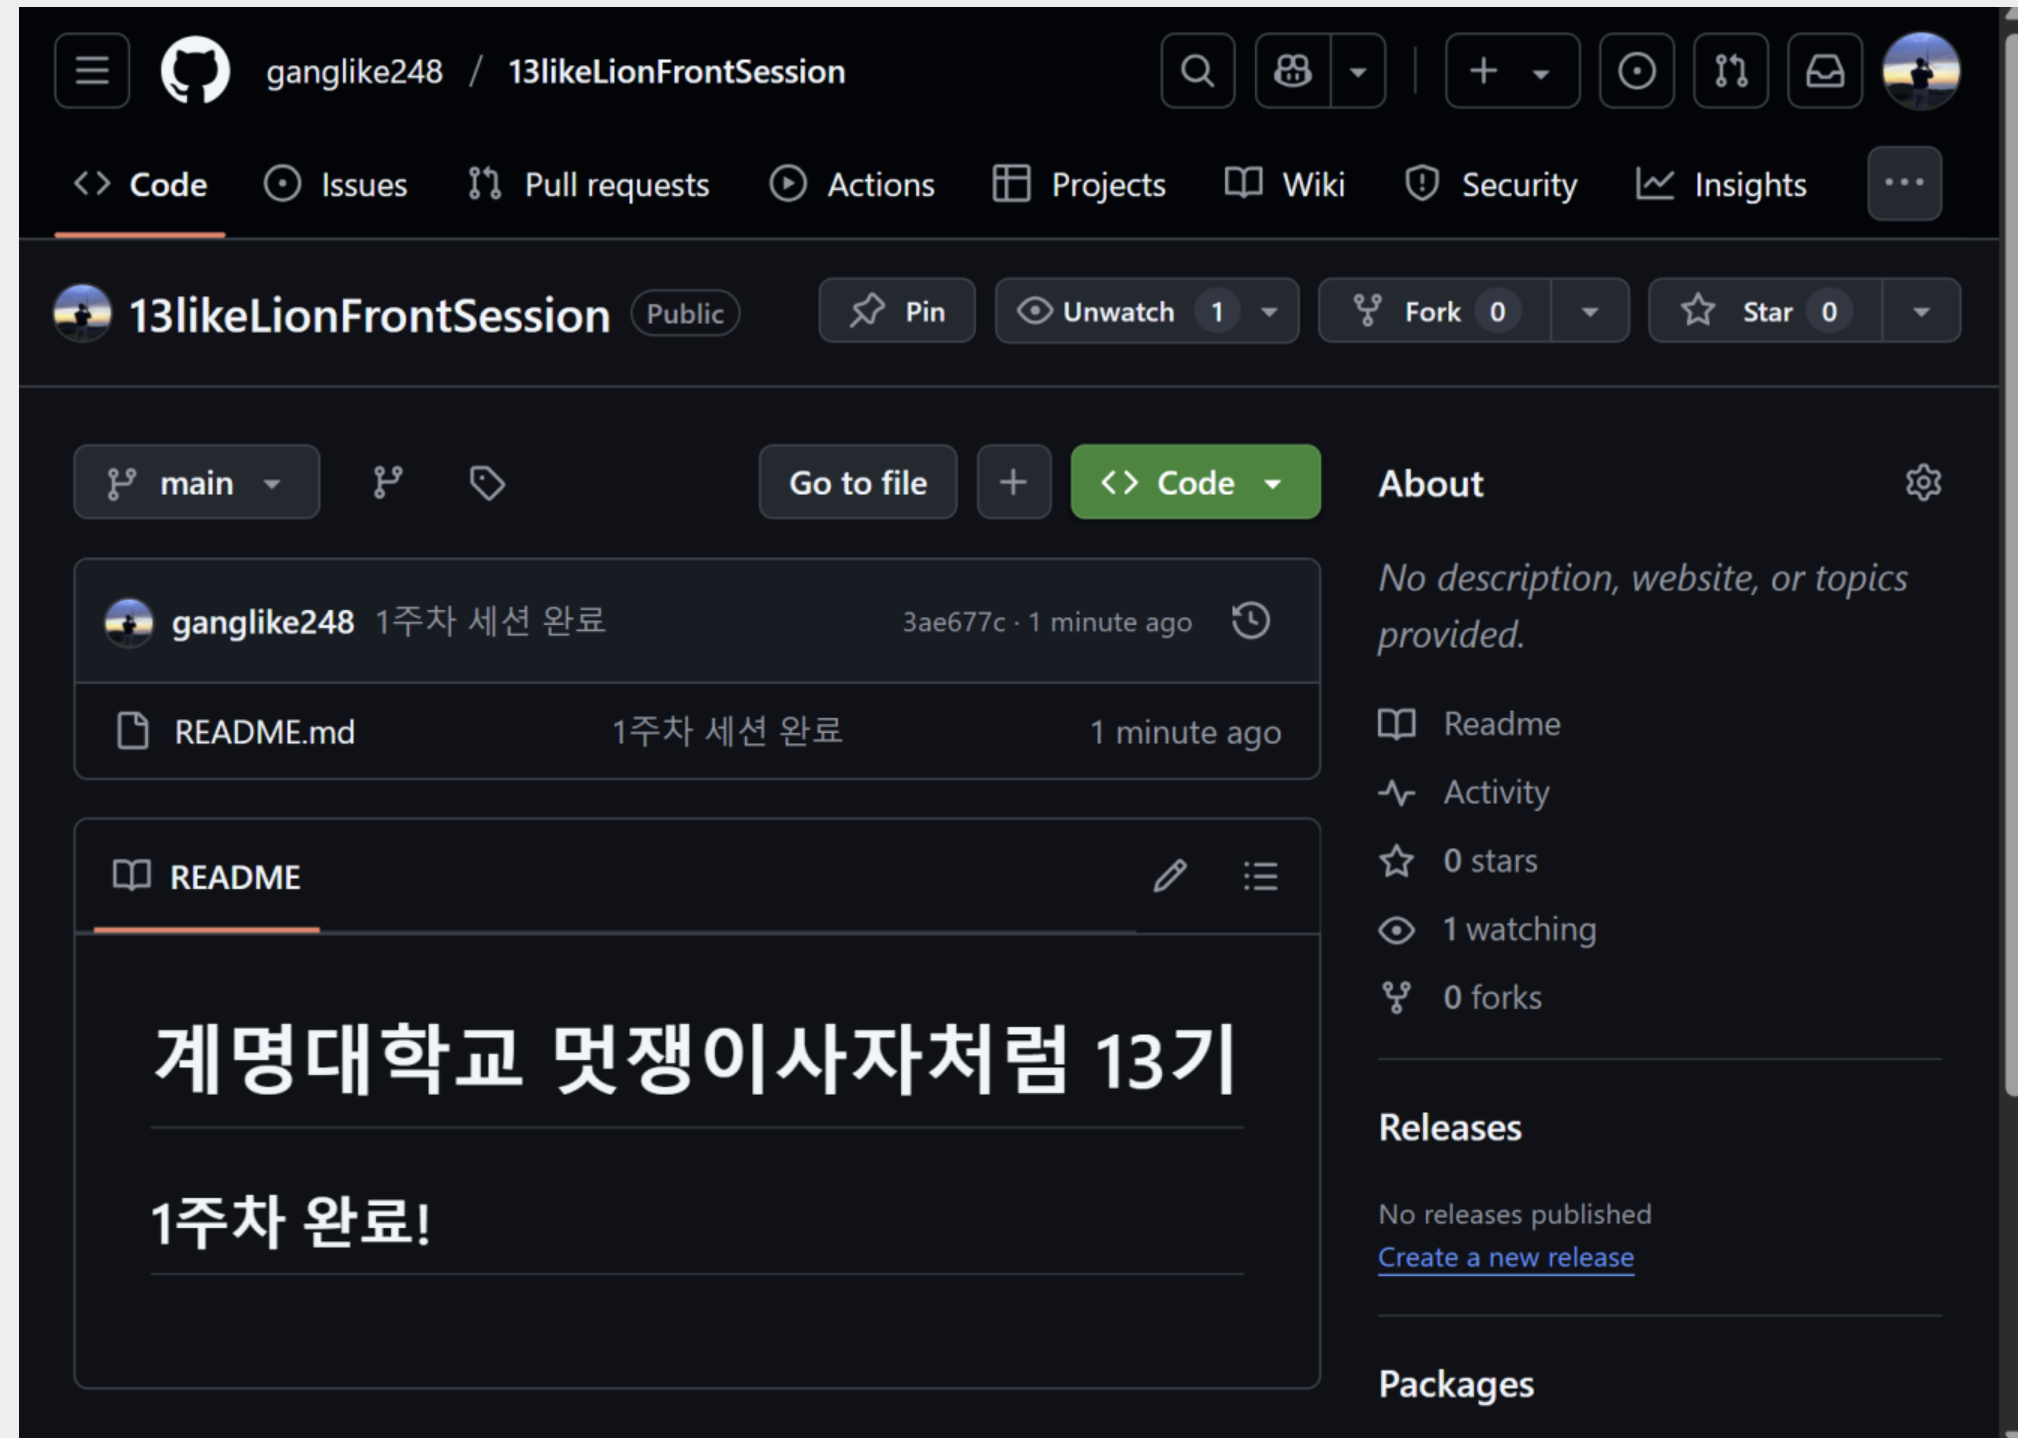 ganglike248 / 13likeLionFrontSession
Code Issues Pull requests Actions Projects Wiki Security Insights
13likeLionFrontSession Public Pin Unwatch 1 Fork 0 Star 0
main Go to file Code
About
No description, website, or topics
provided.
ganglike248 1주차 세션 완료 3ae677c · 1 minute ago
README.md 1주차 세션 완료 1 minute ago
Readme
Activity
0 stars
1 watching
0 forks
README
계명대학교 멋쟁이사자처럼 13기
1주차 완료!
Releases
No releases published
Create a new release
Packages